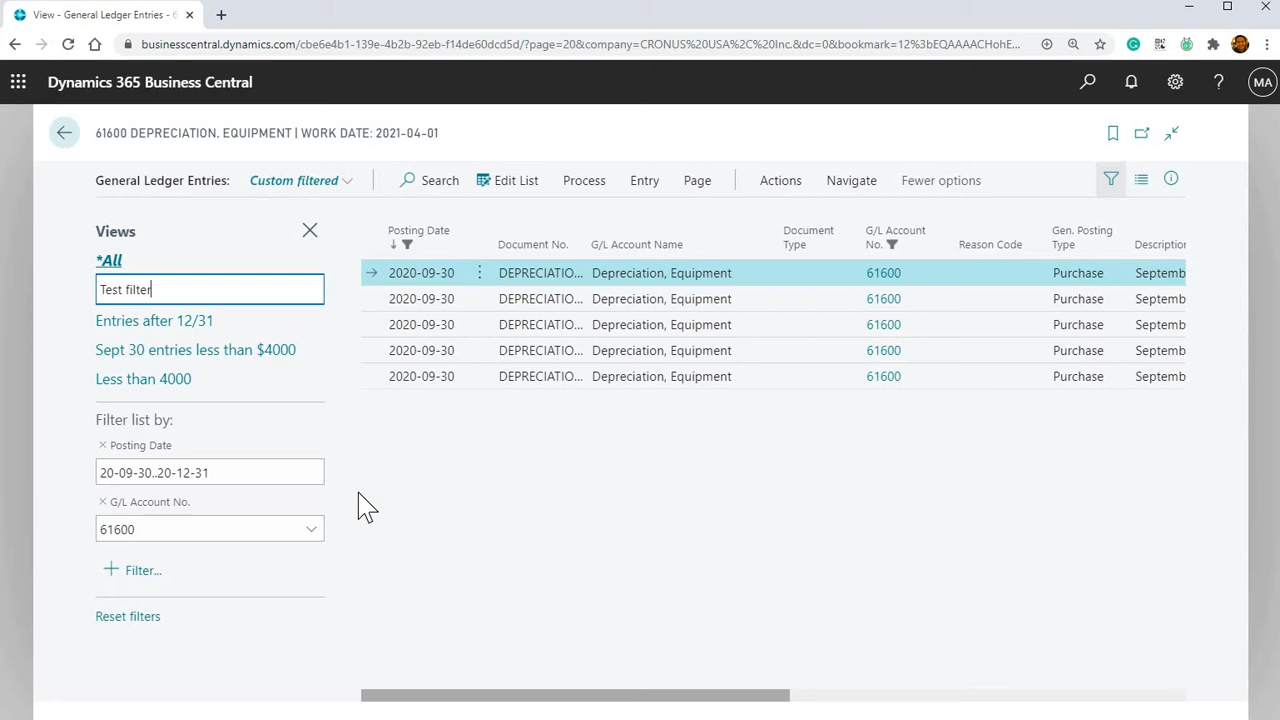 View - General Ledger Entries - 6
businesscentral.dynamics.com/cbe6e4b1-139e-4b2b-92eb-f14de9cdcd5d/?page=20&company=CRONUS%20USA%2C%20Inc.&dc=0&bookmark=12%3bEQAAAACHohE...
Dynamics 365 Business Central
MA
61600 DEPRECIATION, EQUIPMENT | WORK DATE: 2021-04-01
General Ledger Entries: Custom filtered Search Edit List Process Entry Page Actions Navigate Fewer options
Views
*All
Test filter
Entries after 12/31
Sept 30 entries less than $4000
Less than 4000
Filter list by:
Posting Date
20-09-30..20-12-31
G/L Account No.
61600
Filter...
Reset filters
Posting Date Document No. G/L Account Name Document Type G/L Account No. Reason Code Gen. Posting Type Description
2020-09-30 DEPRECIATIO... Depreciation, Equipment 61600 Purchase Septemb
2020-09-30 DEPRECIATIO... Depreciation, Equipment 61600 Purchase Septemb
2020-09-30 DEPRECIATIO... Depreciation, Equipment 61600 Purchase Septemb
2020-09-30 DEPRECIATIO... Depreciation, Equipment 61600 Purchase Septemb
2020-09-30 DEPRECIATIO... Depreciation, Equipment 61600 Purchase Septemb